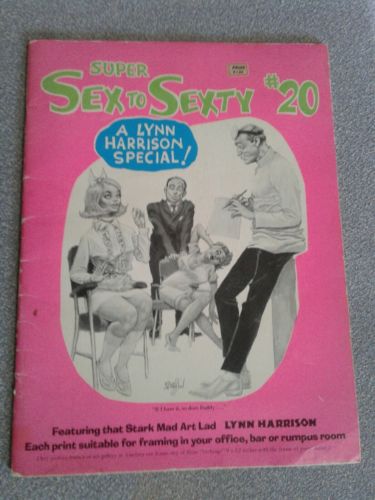 SUPER
SEX TO SEXTY #20
A LYNN
HARRISON
SPECIAL!
Featuring that Stark Mad Art Lad LYNN HARRISON
Each print suitable for framing in your office, bar or rumpus room